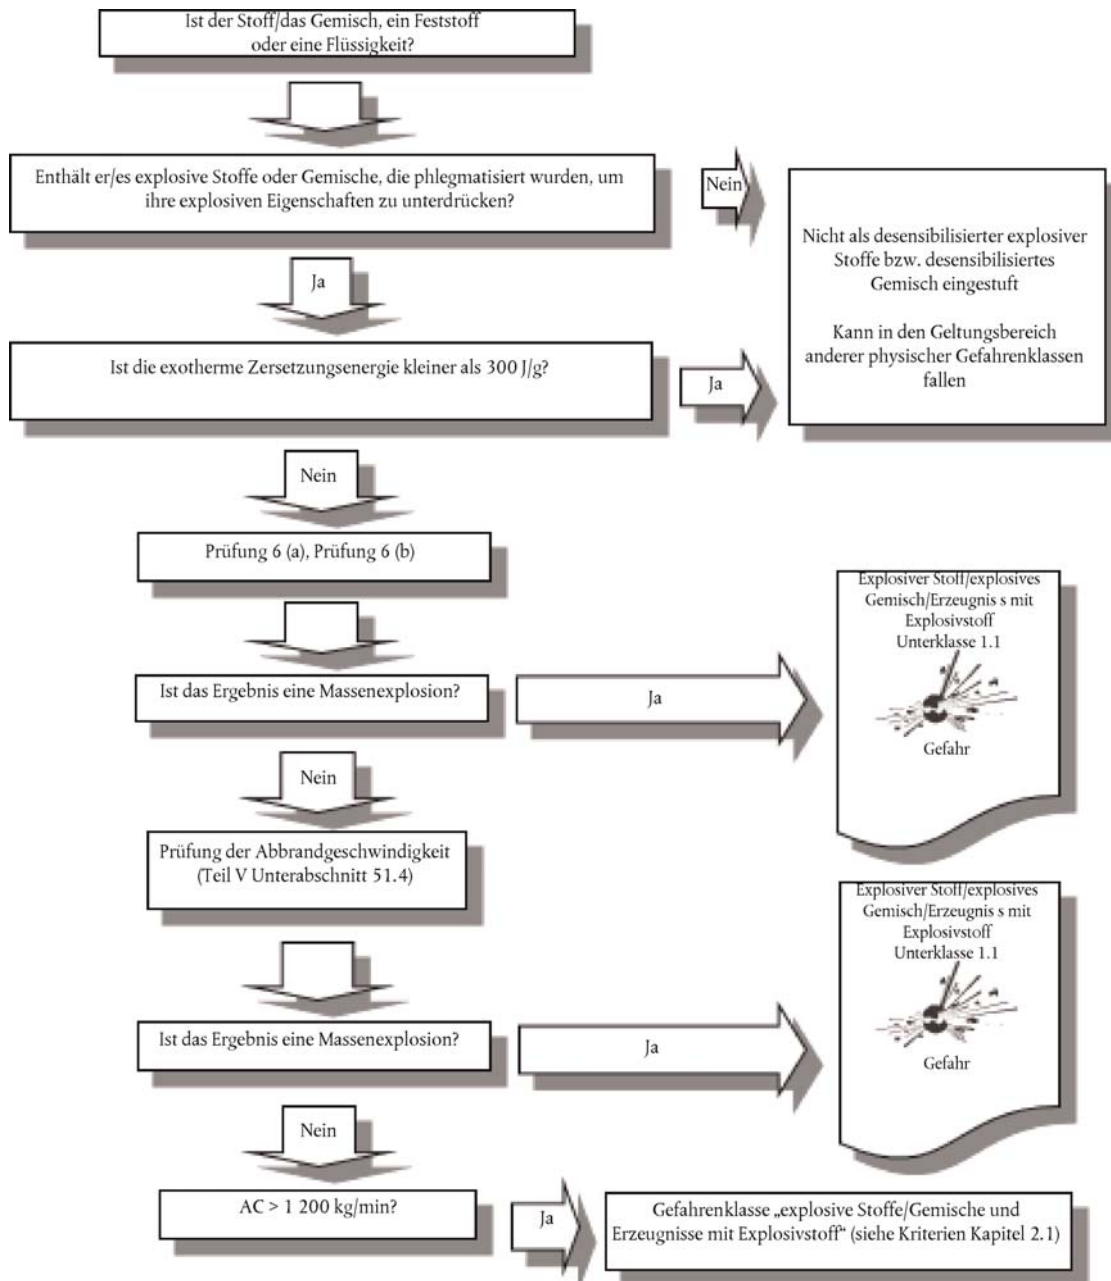 Ist der Stoff/das Gemisch, ein Feststoff
oder eine Flüssigkeit?
Enthält er/es explosive Stoffe oder Gemische, die phlegmatisiert wurden, um
ihre explosiven Eigenschaften zu unterdrücken?
Nein
Nicht als desensibilisierter explosiver
Stoffe bzw. desensibilisiertes
Gemisch eingestuft
Kann in den Geltungsbereich
anderer physischer Gefahrenklassen
fallen
Ja
Ist die exotherme Zersetzungsenergie kleiner als 300 J/g?
Ja
Nein
Prüfung 6 (a), Prüfung 6 (b)
Ist das Ergebnis eine Massenexplosion?
Ja
Explosiver Stoff/explosives
Gemisch/Erzeugnis s mit
Explosivstoff
Unterklasse 1.1
Gefahr
Nein
Prüfung der Abbrandgeschwindigkeit
(Teil V Unterabschnitt 51.4)
Ist das Ergebnis eine Massenexplosion?
Ja
Explosiver Stoff/explosives
Gemisch/Erzeugnis s mit
Explosivstoff
Unterklasse 1.1
Gefahr
Nein
AC > 1 200 kg/min?
Ja
Gefahrenklasse „explosive Stoffe/Gemische und
Erzeugnisse mit Explosivstoff“ (siehe Kriterien Kapitel 2.1)